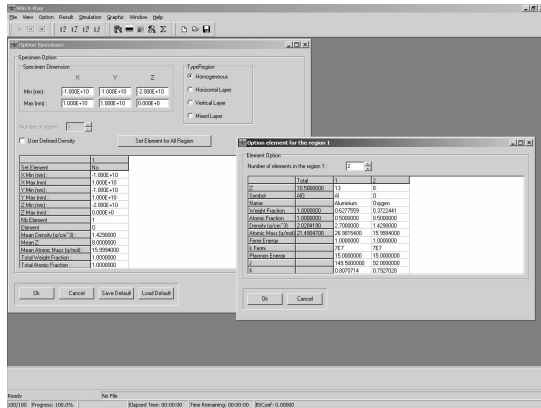 Win X-Ray
File View Option Result Simulation Graphic Window Help
Option Specimen
Specimen Option
Specimen Dimension
X Y Z
Min (nm) : -1.000E+10 -1.000E+10 -2.000E+10
Max (nm) : 1.000E+10 1.000E+10 0.000E+0
TypeRegion
Homogeneous
Horizontal Layer
Vertical Layer
Mixed Layer
Number of region 1
User Defined Density
Set Element for All Region
1
Set Element No
X Min (nm) : -1.000E+10
X Max (nm) : 1.000E+10
Y Min (nm) : -1.000E+10
Y Max (nm) : 1.000E+10
Z Min (nm) : -2.000E+10
Z Max (nm) : 0.000E+0
Nb Element 1
Element O
Mean Density (g/cm^3) : 1.4290000
Mean Z 8.0000000
Mean Atomic Mass (g/mol) : 15.9994000
Total Weight Fraction : 1.0000000
Total Atomic Fraction : 1.0000000
Ok Cancel Save Default Load Default
Option element for the region 1
Element Option
Number of elements in the region 1 : 2
Total 1 2
Z 10.5000000 13 8
Symbol AlO Al O
Name Aluminium Oxygen
Weight Fraction 1.0000000 0.6277559 0.3722441
Atomic Fraction 1.0000000 0.5000000 0.5000000
Density (g/cm^3) 2.0284190 2.7000000 1.4290000
Atomic Mass (g/mol) 21.4904700 26.9815400 15.9994000
Fermi Energy 1.0000000 1.0000000
k Fermi 7E7 7E7
Plasmon Energy 15.0000000 15.0000000
J 149.5000000 92.0000000
K 0.8070714 0.7927028
Ok Cancel
Ready No File
100/100 Progress: 100.0% Elapsed Time: 00:00:00 Time Remaining: 00:00:00 BSCoef: 0.00000